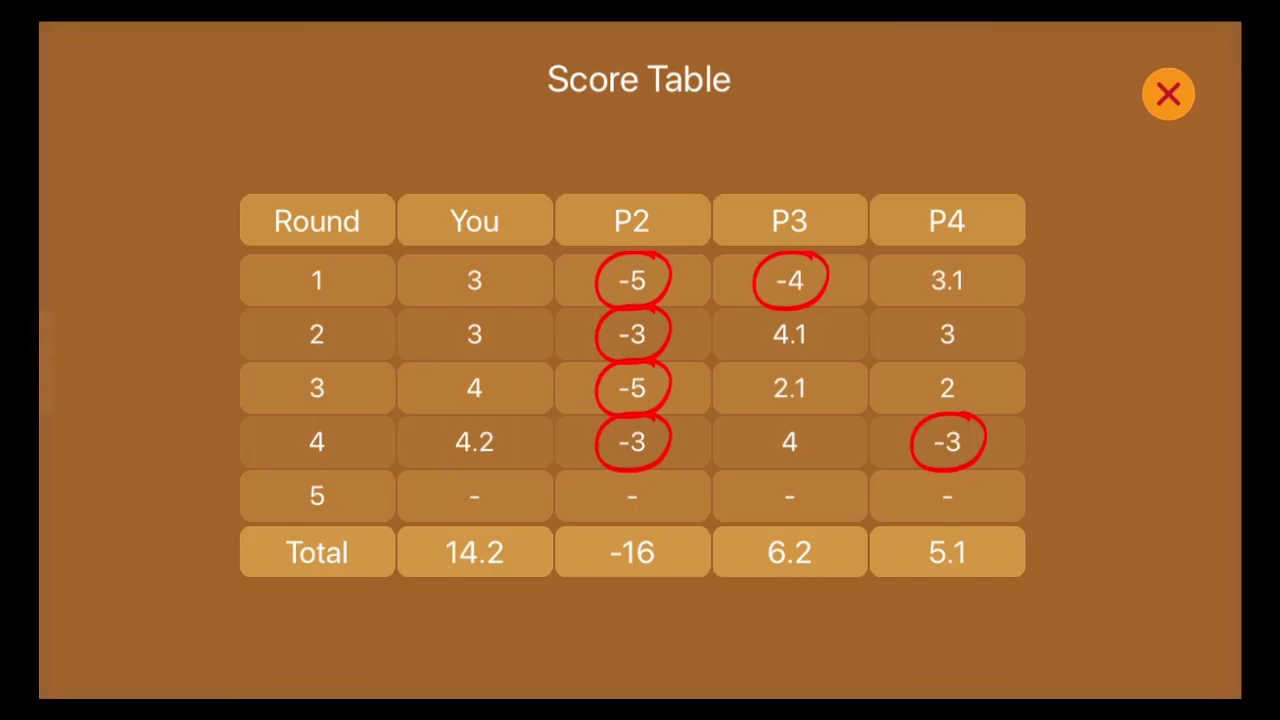 Score Table
Round You P2 P3 P4
1 3 -5 -4 3.1
2 3 -3 4.1 3
3 4 -5 2.1 2
4 4.2 -3 4 -3
5 - - - -
Total 14.2 -16 6.2 5.1